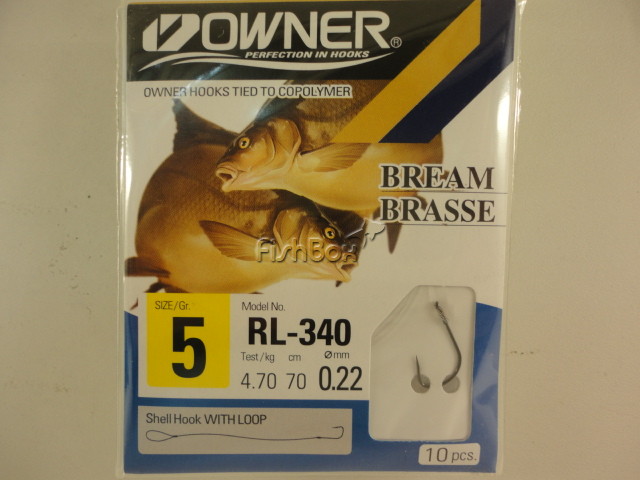 OWNER®
PERFECTION IN HOOKS
OWNER HOOKS TIED TO COPOLYMER
BREAM
BRASSE
FishBox
SIZE/Gr.
5
Model No.
RL-340
Test/kg cm Ømm
4.70 70 0.22
Shell Hook WITH LOOP
10 pcs.